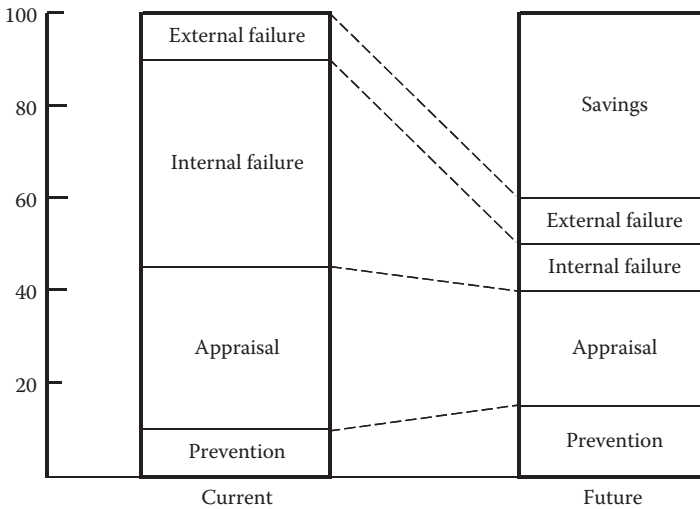 100
80
60
40
20
External failure
Internal failure
Appraisal
Prevention
Current
Savings
External failure
Internal failure
Appraisal
Prevention
Future